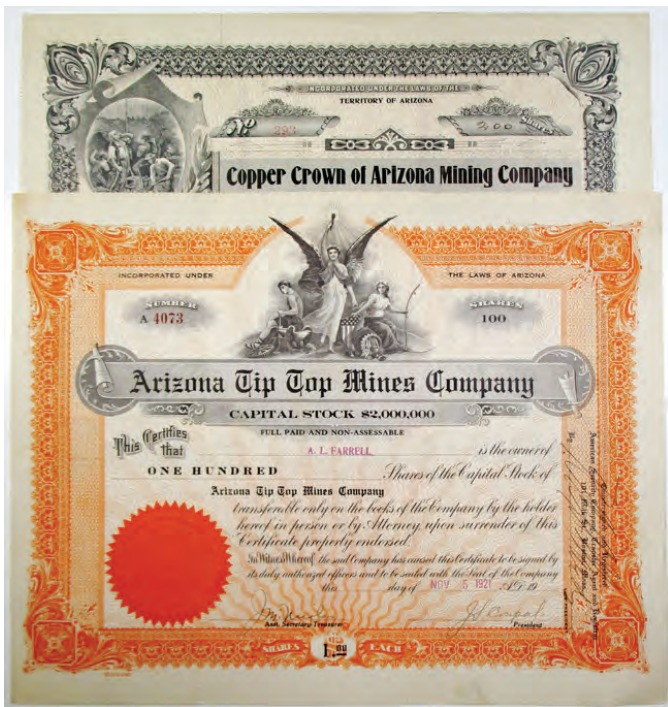 INCORPORATED UNDER THE LAWS OF THE
TERRITORY OF ARIZONA
No 293
200 SHARES
Copper Crown of Arizona Mining Company
INCORPORATED UNDER
THE LAWS OF ARIZONA
NUMBER
A 4073
SHARES
100
Arizona Tip Top Mines Company
CAPITAL STOCK $2,000,000
FULL PAID AND NON-ASSESSABLE
This Certifies that
A. L. FARRELL
is the owner of
ONE HUNDRED
Shares of the Capital Stock of
Arizona Tip Top Mines Company
transferable only on the books of the Company by the holder
hereof in person or by Attorney upon surrender of this
Certificate properly endorsed.
In Witness Whereof, the said Company has caused this Certificate to be signed by
its duly authorized officers and to be sealed with the Seal of the Company
this day of NOV 5 1921 A.D. 19
Asst. Secretary-Treasurer
President
SHARES $1.00 EACH